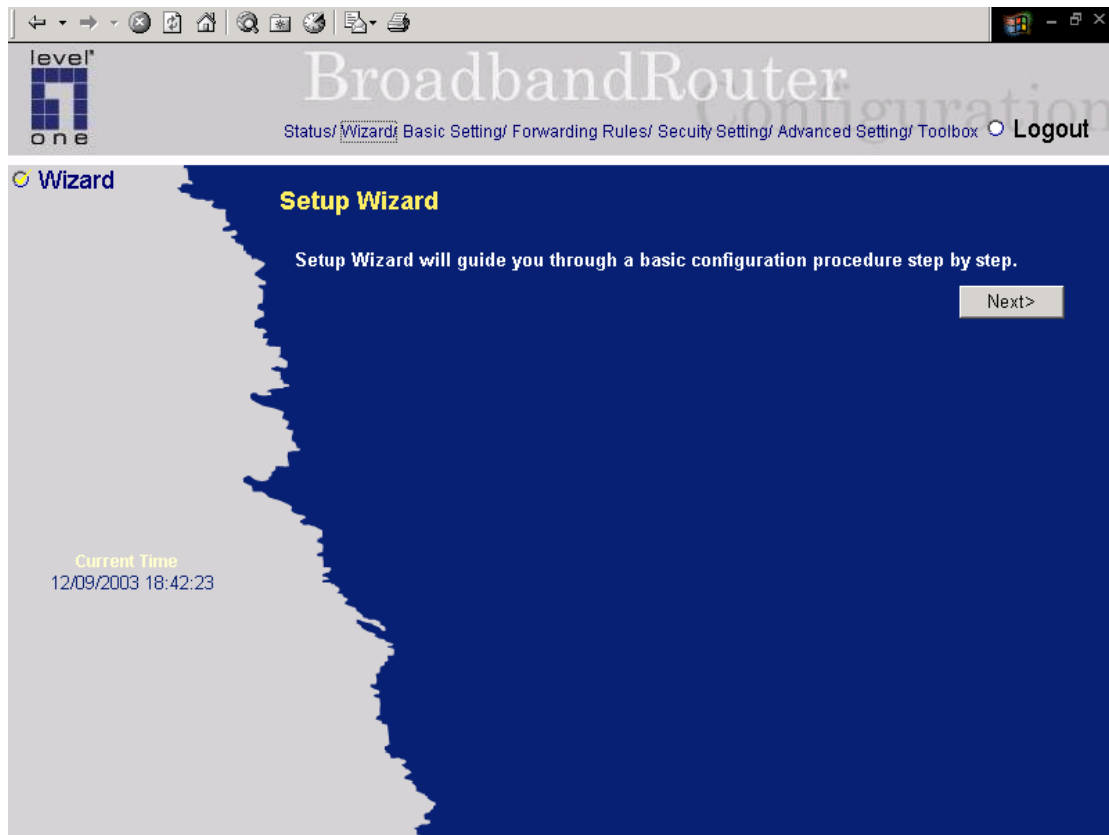 level
one
BroadbandRouter
Configuration
Status/ Wizard/ Basic Setting/ Forwarding Rules/ Secuity Setting/ Advanced Setting/ Toolbox Logout
Wizard
Setup Wizard
Setup Wizard will guide you through a basic configuration procedure step by step.
Next>
Current Time
12/09/2003 18:42:23